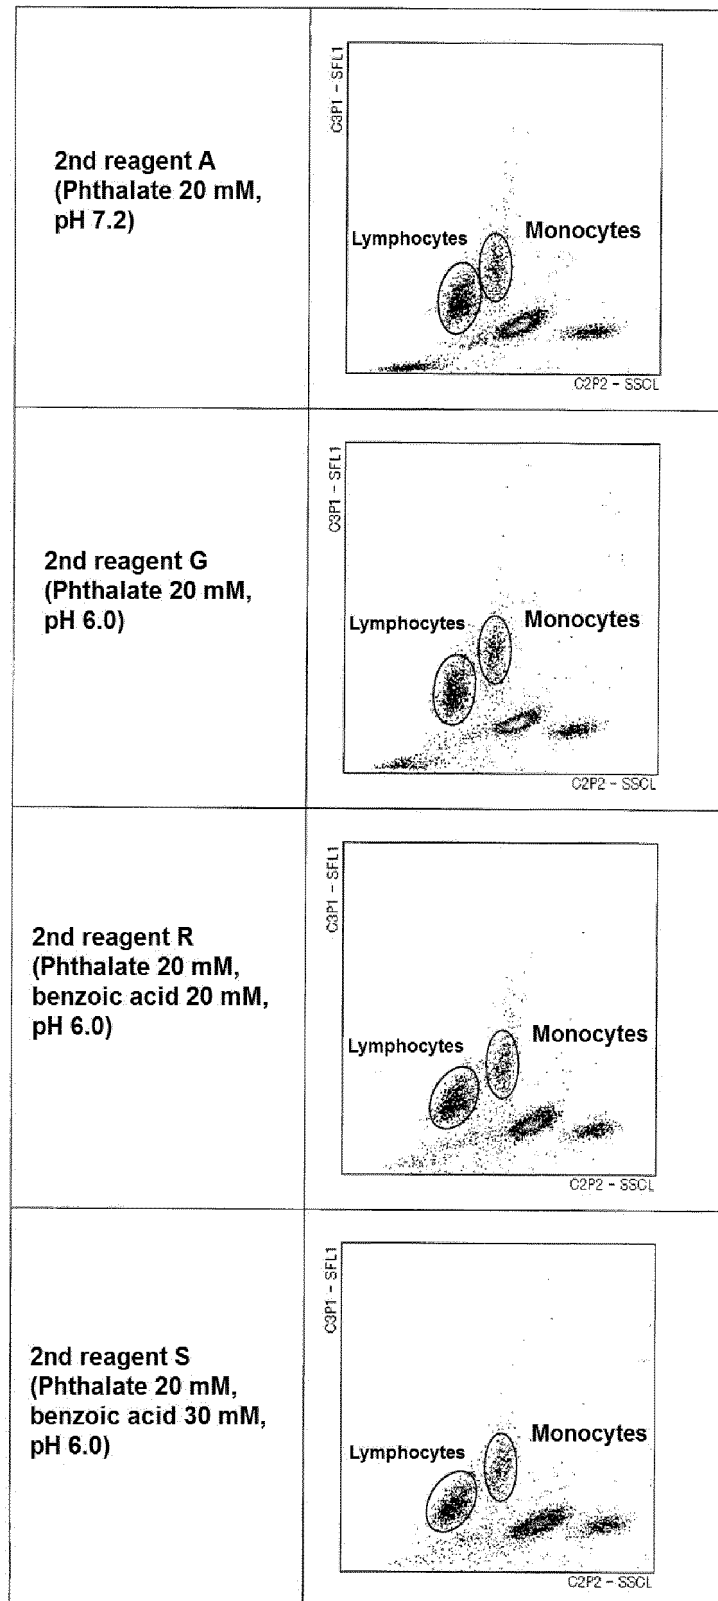 2nd reagent A
(Phthalate 20 mM,
pH 7.2)
C3P1 - SFL1
Lymphocytes
Monocytes
C2P2 - SSCL
2nd reagent G
(Phthalate 20 mM,
pH 6.0)
C3P1 - SFL1
Lymphocytes
Monocytes
C2P2 - SSCL
2nd reagent R
(Phthalate 20 mM,
benzoic acid 20 mM,
pH 6.0)
C3P1 - SFL1
Lymphocytes
Monocytes
C2P2 - SSCL
2nd reagent S
(Phthalate 20 mM,
benzoic acid 30 mM,
pH 6.0)
C3P1 - SFL1
Lymphocytes
Monocytes
C2P2 - SSCL